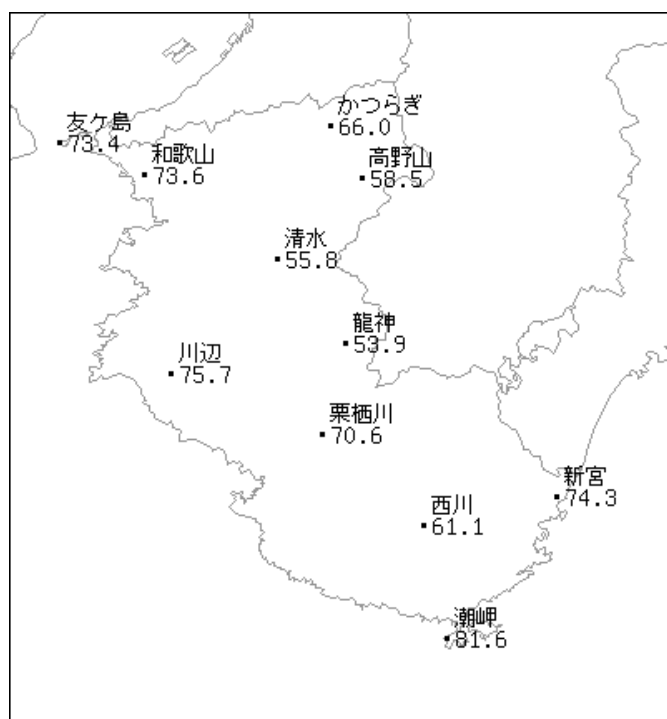 かつらぎ
66.0
友ケ島
73.4
和歌山
73.6
高野山
58.5
清水
55.8
龍神
53.9
川辺
75.7
栗栖川
70.6
新宮
74.3
西川
61.1
潮岬
81.6